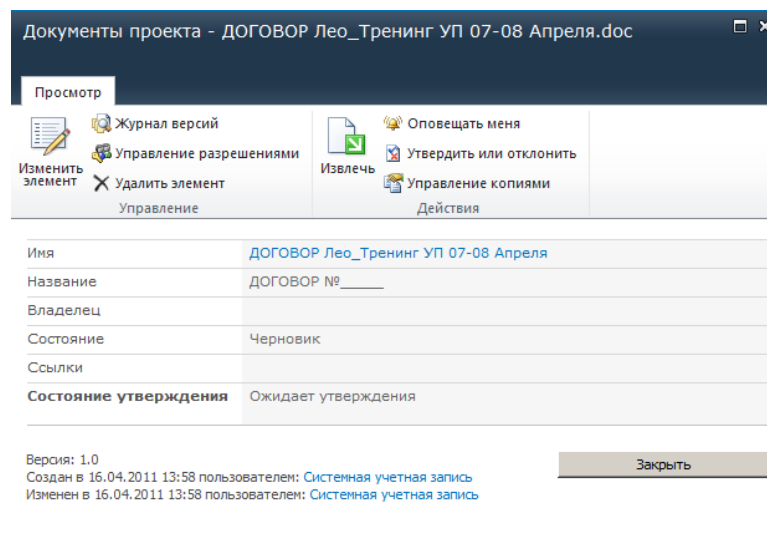 Документы проекта - ДОГОВОР Лео_Тренинг УП 07-08 Апреля.doc
Просмотр
Изменить элемент
Журнал версий
Управление разрешениями
Удалить элемент
Управление
Извлечь
Оповещать меня
Утвердить или отклонить
Управление копиями
Действия
Имя ДОГОВОР Лео_Тренинг УП 07-08 Апреля
Название ДОГОВОР №_____
Владелец
Состояние Черновик
Ссылки
Состояние утверждения Ожидает утверждения
Версия: 1.0
Создан в 16.04.2011 13:58 пользователем: Системная учетная запись
Изменен в 16.04.2011 13:58 пользователем: Системная учетная запись
Закрыть